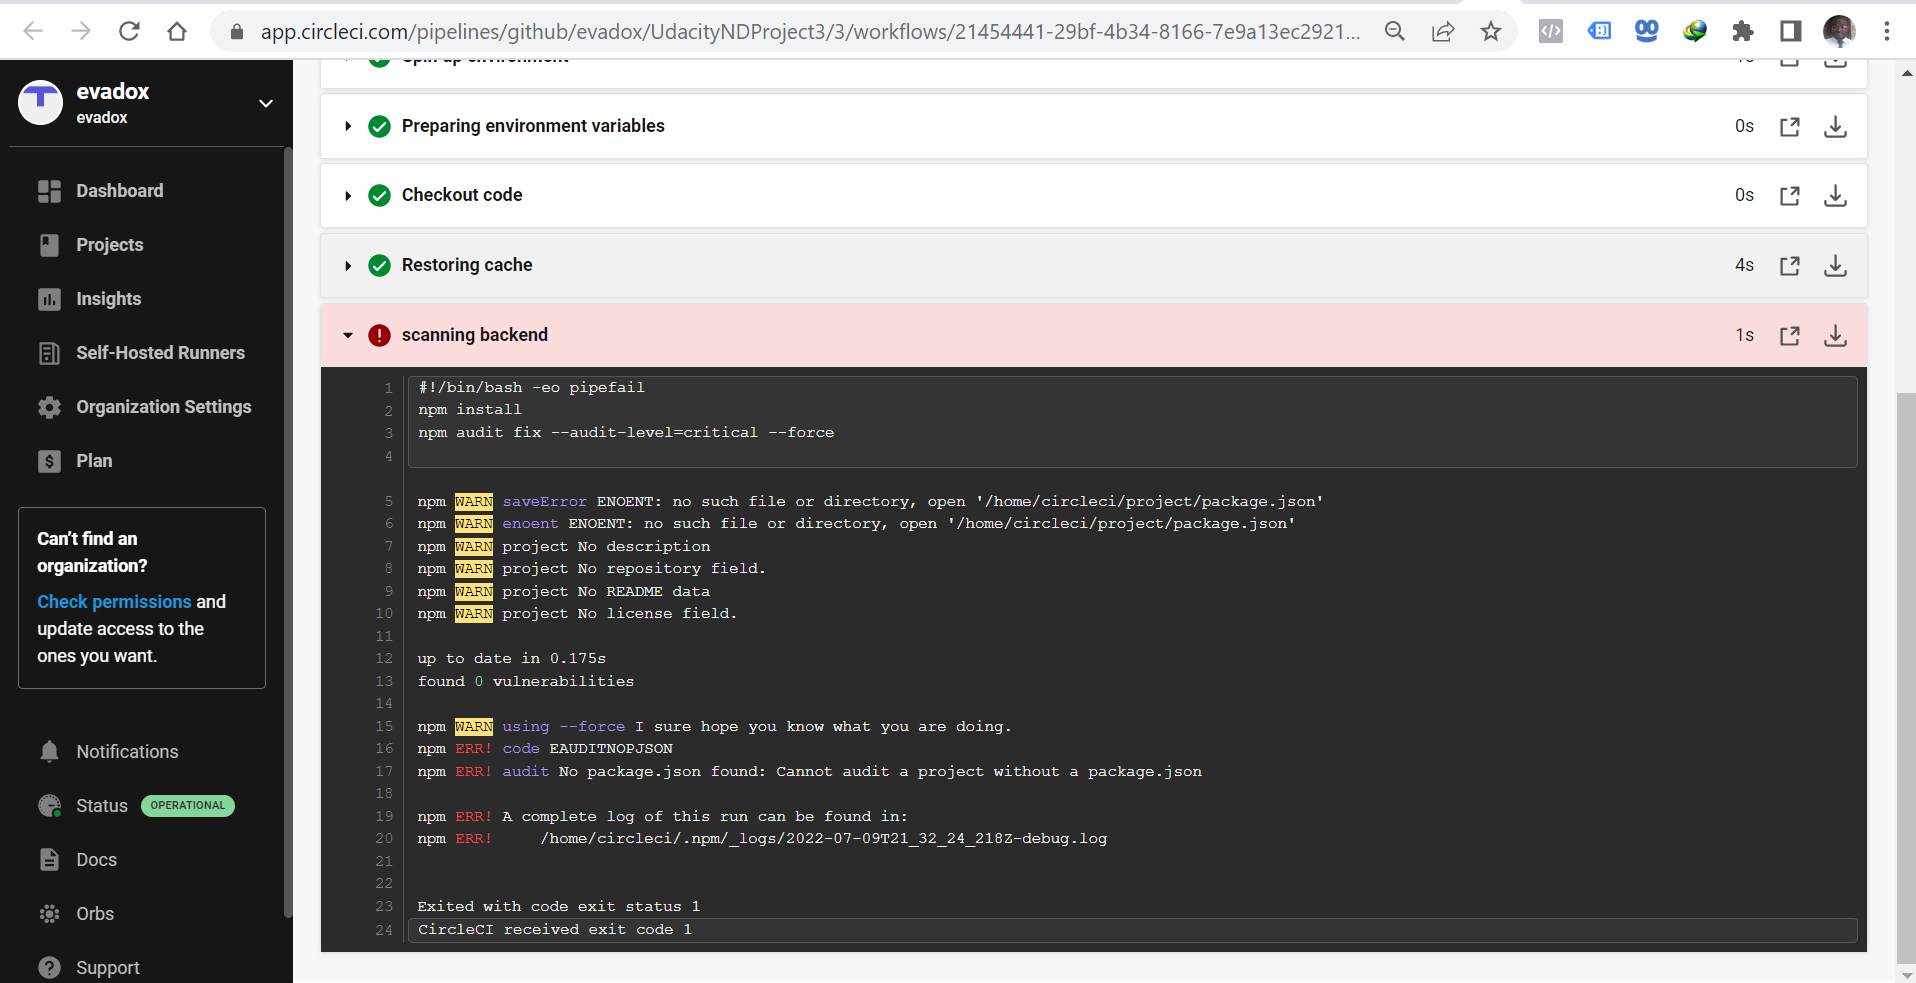 app.circleci.com/pipelines/github/evadox/UdacityNDProject3/3/workflows/21454441-29bf-4b34-8166-7e9a13ec2921...
evadox
evadox
Dashboard
Projects
Insights
Self-Hosted Runners
Organization Settings
Plan
Can't find an
organization?
Check permissions and
update access to the
ones you want.
Notifications
Status OPERATIONAL
Docs
Orbs
Support
Spin up environment
Preparing environment variables 0s
Checkout code 0s
Restoring cache 4s
scanning backend 1s
1 #!/bin/bash -eo pipefail
2 npm install
3 npm audit fix --audit-level=critical --force
4
5 npm WARN saveError ENOENT: no such file or directory, open '/home/circleci/project/package.json'
6 npm WARN enoent ENOENT: no such file or directory, open '/home/circleci/project/package.json'
7 npm WARN project No description
8 npm WARN project No repository field.
9 npm WARN project No README data
10 npm WARN project No license field.
11
12 up to date in 0.175s
13 found 0 vulnerabilities
14
15 npm WARN using --force I sure hope you know what you are doing.
16 npm ERR! code EAUDITNOPJSON
17 npm ERR! audit No package.json found: Cannot audit a project without a package.json
18
19 npm ERR! A complete log of this run can be found in:
20 npm ERR!     /home/circleci/.npm/_logs/2022-07-09T21_32_24_218Z-debug.log
21
22
23 Exited with code exit status 1
24 CircleCI received exit code 1